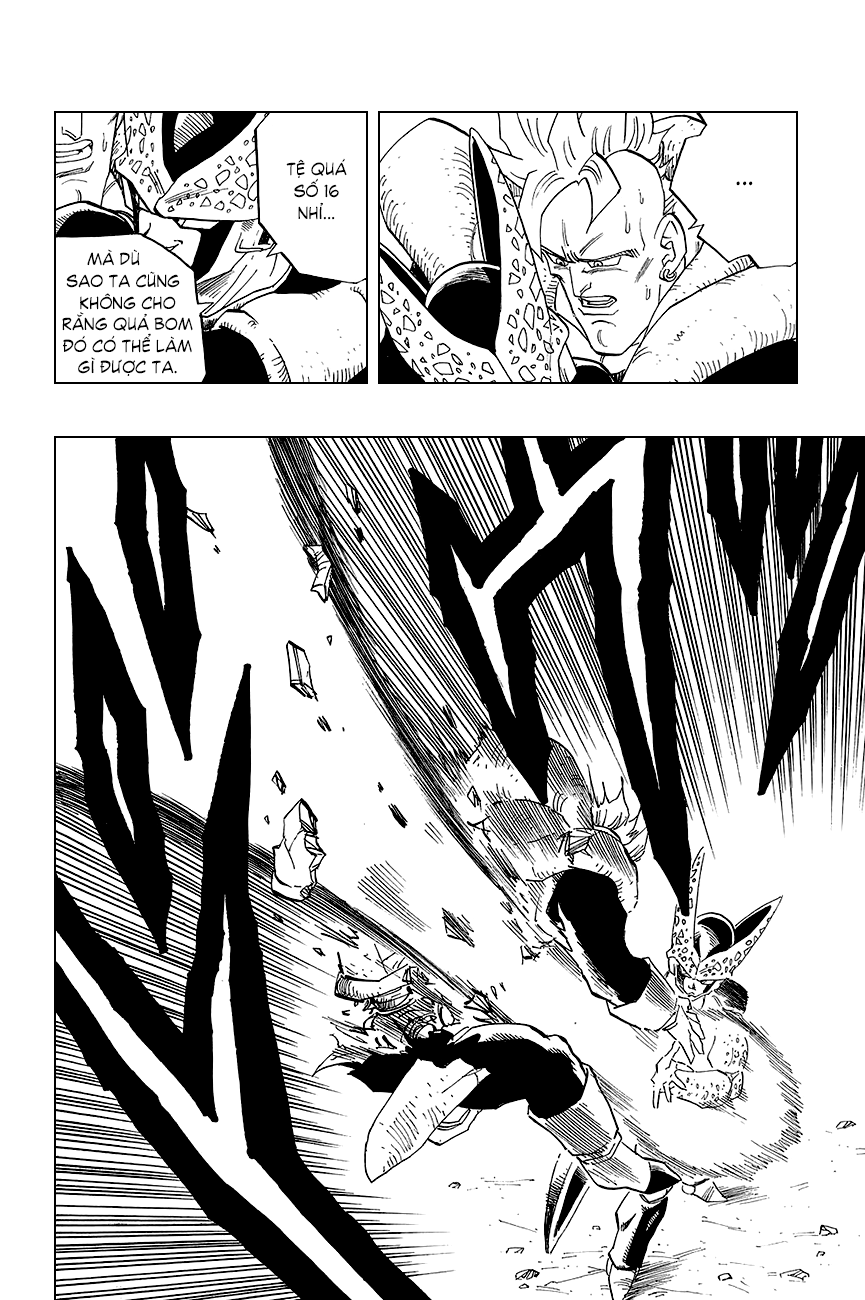 TỆ QUÁ
SỐ 16
NHỈ...
MÀ DÙ
SAO TA CŨNG
KHÔNG CHO
RẰNG QUẢ BOM
ĐÓ CÓ THỂ LÀM
GÌ ĐƯỢC TA.
...